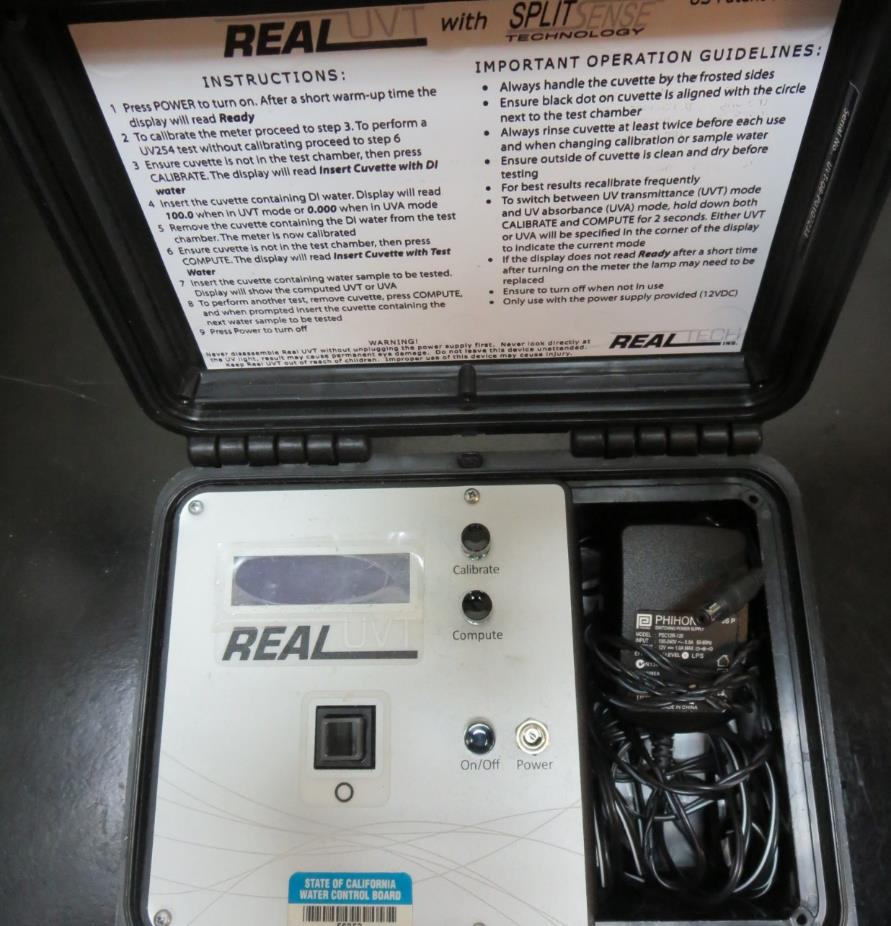 REAL UVT with SPLITSENSE
TECHNOLOGY
US Patent
INSTRUCTIONS:
1 Press POWER to turn on. After a short warm-up time the
display will read Ready
2 To calibrate the meter proceed to step 3. To perform a
UV254 test without calibrating proceed to step 6
3 Ensure cuvette is not in the test chamber, then press
CALIBRATE. The display will read Insert Cuvette with DI
water
4 Insert the cuvette containing DI water. Display will read
100.0 when in UVT mode or 0.000 when in UVA mode
5 Remove the cuvette containing the DI water from the test
chamber. The meter is now calibrated
6 Ensure cuvette is not in the test chamber, then press
COMPUTE. The display will read Insert Cuvette with Test
Water
7 Insert the cuvette containing water sample to be tested.
Display will show the computed UVT or UVA
8 To perform another test, remove cuvette, press COMPUTE,
and when prompted insert the cuvette containing the
next water sample to be tested
9 Press Power to turn off
IMPORTANT OPERATION GUIDELINES:
• Always handle the cuvette by the frosted sides
• Ensure black dot on cuvette is aligned with the circle
next to the test chamber
• Always rinse cuvette at least twice before each use
and when changing calibration or sample water
• Ensure outside of cuvette is clean and dry before
testing
• For best results recalibrate frequently
• To switch between UV transmittance (UVT) mode
and UV absorbance (UVA) mode, hold down both
CALIBRATE and COMPUTE for 2 seconds. Either UVT
or UVA will be specified in the corner of the display
to indicate the current mode
• If the display does not read Ready after a short time
after turning on the meter the lamp may need to be
replaced
• Ensure to turn off when not in use
• Only use with the power supply provided (12VDC)
WARNING!
Never disassemble Real UVT without unplugging the power supply first. Never look directly at
the UV light, result may cause permanent eye damage. Do not leave this device unattended.
Keep Real UVT out of reach of children. Improper use of this device may cause injury.
REALTECH
INC.
Serial No.
Calibrate
Compute
REAL UVT
On/Off Power
STATE OF CALIFORNIA
WATER CONTROL BOARD
PHIHON
SWITCHING POWER SUPPLY
MODEL
INPUT
LPS
IN CHINA